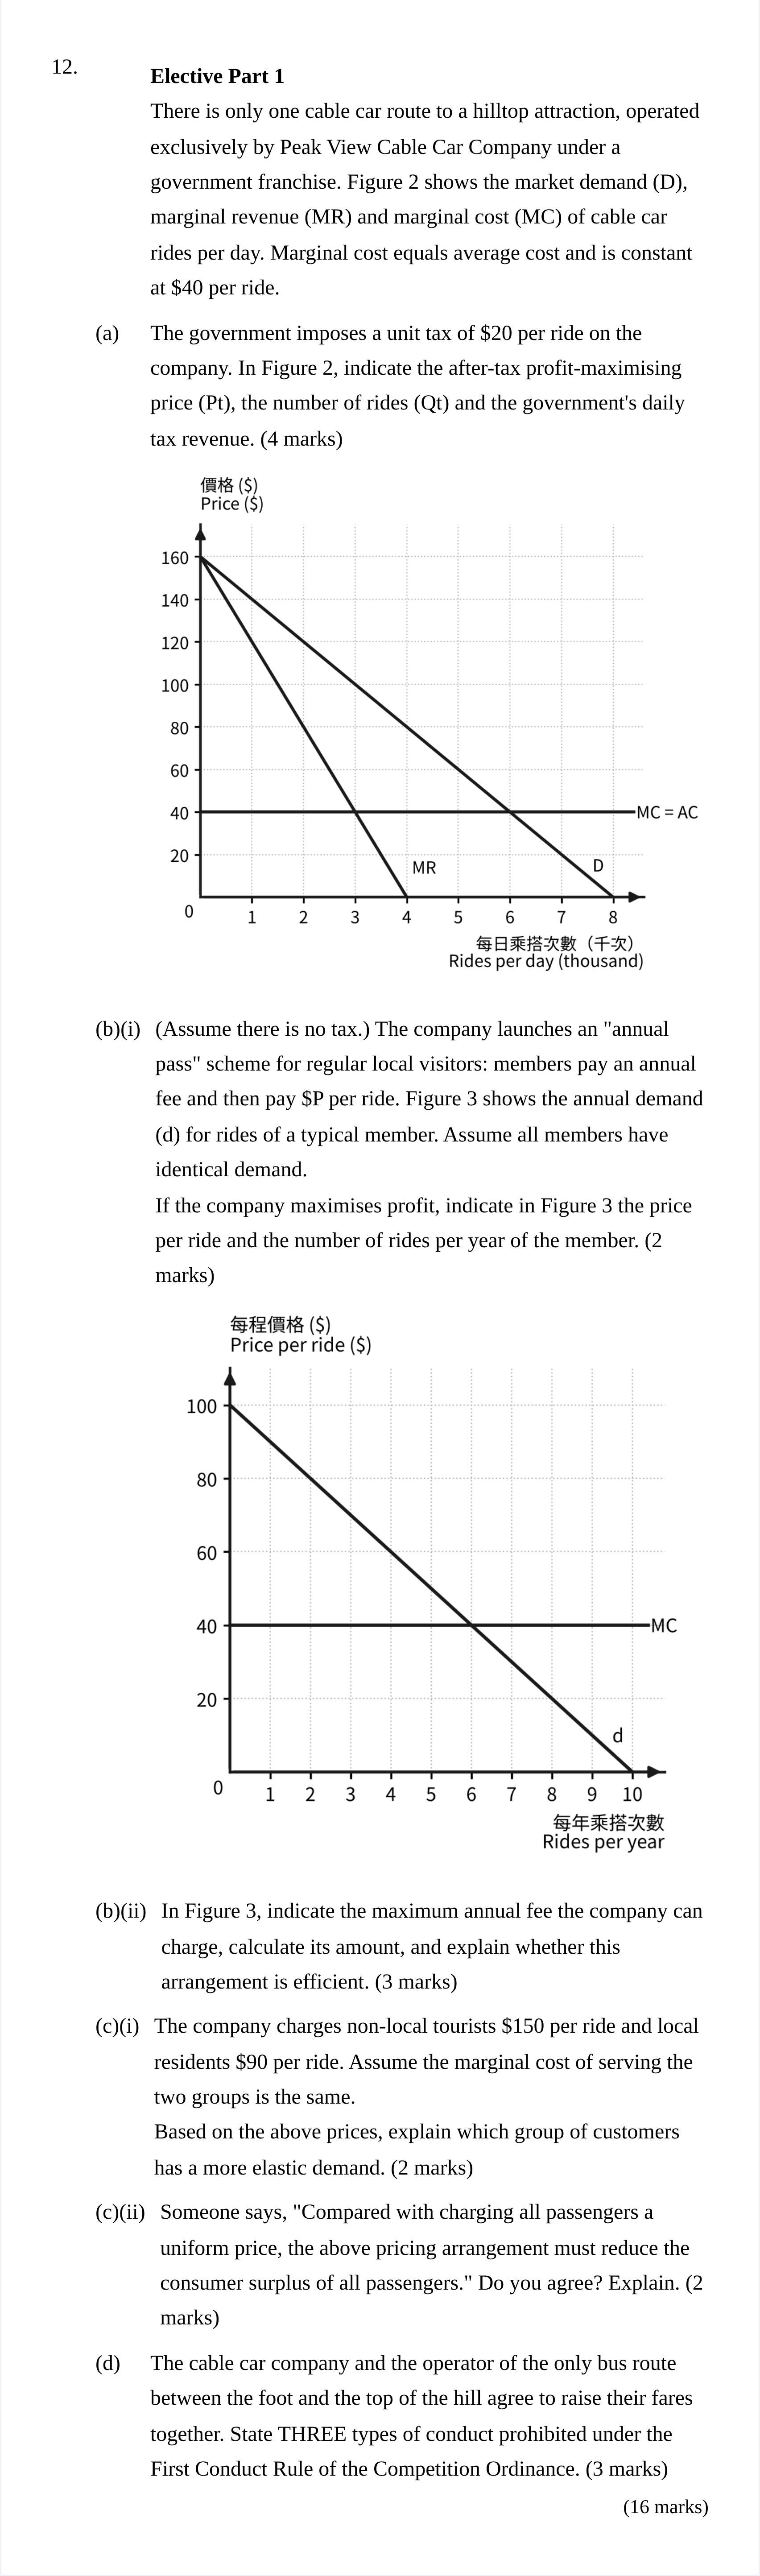 12.
Elective Part 1
There is only one cable car route to a hilltop attraction, operated
exclusively by Peak View Cable Car Company under a
government franchise. Figure 2 shows the market demand (D),
marginal revenue (MR) and marginal cost (MC) of cable car
rides per day. Marginal cost equals average cost and is constant
at $40 per ride.
(a) The government imposes a unit tax of $20 per ride on the
company. In Figure 2, indicate the after-tax profit-maximising
price (Pt), the number of rides (Qt) and the government's daily
tax revenue. (4 marks)
價格 ($)
Price ($)
160
140
120
100
80
60
40
20
0
MC = AC
MR
D
1 2 3 4 5 6 7 8
每日乘搭次數（千次）
Rides per day (thousand)
(b)(i) (Assume there is no tax.) The company launches an "annual
pass" scheme for regular local visitors: members pay an annual
fee and then pay $P per ride. Figure 3 shows the annual demand
(d) for rides of a typical member. Assume all members have
identical demand.
If the company maximises profit, indicate in Figure 3 the price
per ride and the number of rides per year of the member. (2
marks)
每程價格 ($)
Price per ride ($)
100
80
60
40
20
0
MC
d
1 2 3 4 5 6 7 8 9 10
每年乘搭次數
Rides per year
(b)(ii) In Figure 3, indicate the maximum annual fee the company can
charge, calculate its amount, and explain whether this
arrangement is efficient. (3 marks)
(c)(i) The company charges non-local tourists $150 per ride and local
residents $90 per ride. Assume the marginal cost of serving the
two groups is the same.
Based on the above prices, explain which group of customers
has a more elastic demand. (2 marks)
(c)(ii) Someone says, "Compared with charging all passengers a
uniform price, the above pricing arrangement must reduce the
consumer surplus of all passengers." Do you agree? Explain. (2
marks)
(d) The cable car company and the operator of the only bus route
between the foot and the top of the hill agree to raise their fares
together. State THREE types of conduct prohibited under the
First Conduct Rule of the Competition Ordinance. (3 marks)
(16 marks)